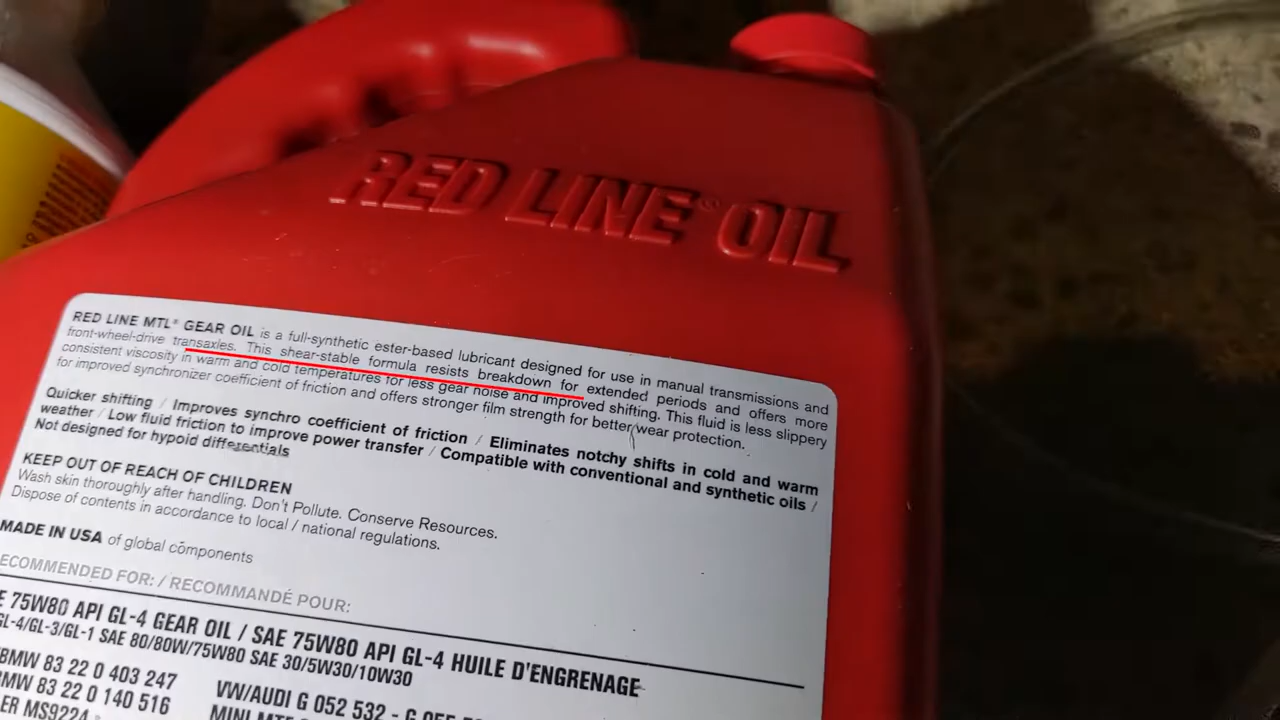 RED LINE® OIL
RED LINE MTL® GEAR OIL is a full-synthetic ester-based lubricant designed for use in manual transmissions and
front-wheel-drive transaxles. This shear-stable formula resists breakdown for extended periods and offers more
consistent viscosity in warm and cold temperatures for less gear noise and improved shifting. This fluid is less slippery
for improved synchronizer coefficient of friction and offers stronger film strength for better wear protection.
Quicker shifting / Improves synchro coefficient of friction / Eliminates notchy shifts in cold and warm
weather / Low fluid friction to improve power transfer / Compatible with conventional and synthetic oils /
Not designed for hypoid differentials
KEEP OUT OF REACH OF CHILDREN
Wash skin thoroughly after handling. Don't Pollute. Conserve Resources.
Dispose of contents in accordance to local / national regulations.
MADE IN USA of global components
ECOMMENDED FOR: / RECOMMANDÉ POUR:
E 75W80 API GL-4 GEAR OIL / SAE 75W80 API GL-4 HUILE D'ENGRENAGE
GL-4/GL-3/GL-1 SAE 80/80W/75W80 SAE 30/5W30/10W30
BMW 83 22 0 403 247
MW 83 22 0 140 516
ER MS9224
VW/AUDI G 052 532 -